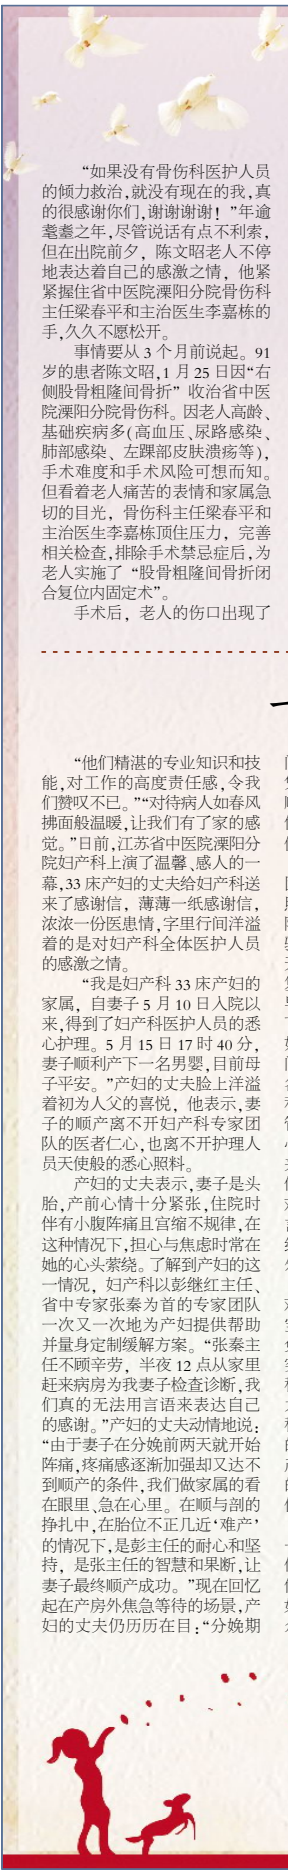 “如果没有骨伤科医护人员
的倾力救治,就没有现在的我,真
的很感谢你们,谢谢谢谢！”年逾
耄耋之年,尽管说话有点不利索,
但在出院前夕，陈文昭老人不停
地表达着自己的感激之情，他紧
紧握住省中医院溧阳分院骨伤科
主任梁春平和主治医生李嘉栋的
手,久久不愿松开。
事情要从 3 个月前说起。91
岁的患者陈文昭,1 月 25 日因“右
侧股骨粗隆间骨折”收治省中医
院溧阳分院骨伤科。因老人高龄、
基础疾病多(高血压、尿路感染、
肺部感染、左踝部皮肤溃疡等),
手术难度和手术风险可想而知。
但看着老人痛苦的表情和家属急
切的目光，骨伤科主任梁春平和
主治医生李嘉栋顶住压力，完善
相关检查,排除手术禁忌症后,为
老人实施了“股骨粗隆间骨折闭
合复位内固定术”。
手术后，老人的伤口出现了
“他们精湛的专业知识和技
能,对工作的高度责任感,令我
们赞叹不已。”“对待病人如春风
拂面般温暖,让我们有了家的感
觉。”日前,江苏省中医院溧阳分
院妇产科上演了温馨、感人的一
幕,33 床产妇的丈夫给妇产科送
来了感谢信，薄薄一纸感谢信，
浓浓一份医患情,字里行间洋溢
着的是对妇产科全体医护人员
的感激之情。
“我是妇产科 33 床产妇的
家属，自妻子 5 月 10 日入院以
来,得到了妇产科医护人员的悉
心护理。5 月 15 日 17 时 40 分，
妻子顺利产下一名男婴,目前母
子平安。”产妇的丈夫脸上洋溢
着初为人父的喜悦，他表示,妻
子的顺产离不开妇产科专家团
队的医者仁心,也离不开护理人
员天使般的悉心照料。
产妇的丈夫表示,妻子是头
胎,产前心情十分紧张,住院时
伴有小腹阵痛且宫缩不规律,在
这种情况下,担心与焦虑时常在
她的心头萦绕。了解到产妇的这
一情况，妇产科以彭继红主任、
省中专家张秦为首的专家团队
一次又一次地为产妇提供帮助
并量身定制缓解方案。“张秦主
任不顾辛劳，半夜 12 点从家里
赶来病房为我妻子检查诊断,我
们真的无法用言语来表达自己
的感谢。”产妇的丈夫动情地说：
“由于妻子在分娩前两天就开始
阵痛,疼痛感逐渐加强却又达不
到顺产的条件,我们做家属的看
在眼里、急在心里。在顺与剖的
挣扎中,在胎位不正几近‘难产’
的情况下,是彭主任的耐心和坚
持，是张主任的智慧和果断,让
妻子最终顺产成功。”现在回忆
起在产房外焦急等待的场景,产
妇的丈夫仍历历在目：“分娩期